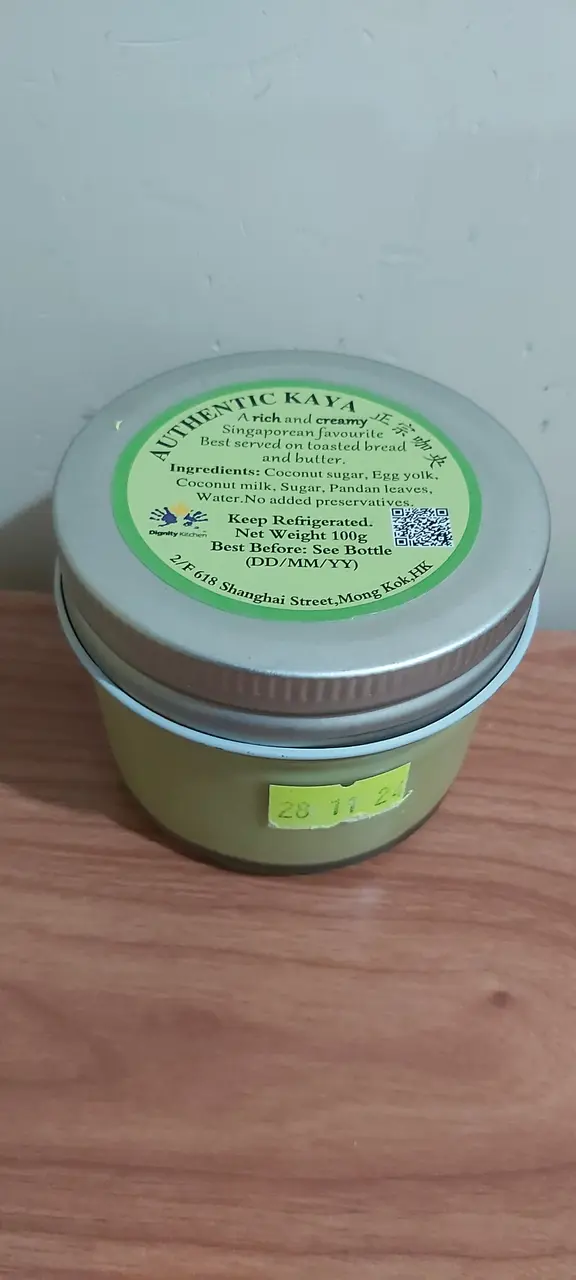 AUTHENTIC KAYA 正宗咖央
A rich and creamy
Singaporean favourite
Best served on toasted bread
and butter.
Ingredients: Coconut sugar, Egg yolk,
Coconut milk, Sugar, Pandan leaves,
Water.No added preservatives.
Keep Refrigerated.
Net Weight 100g
Best Before: See Bottle
(DD/MM/YY)
Dignity Kitchen
2/F 618 Shanghai Street,Mong Kok,HK
28 11 24